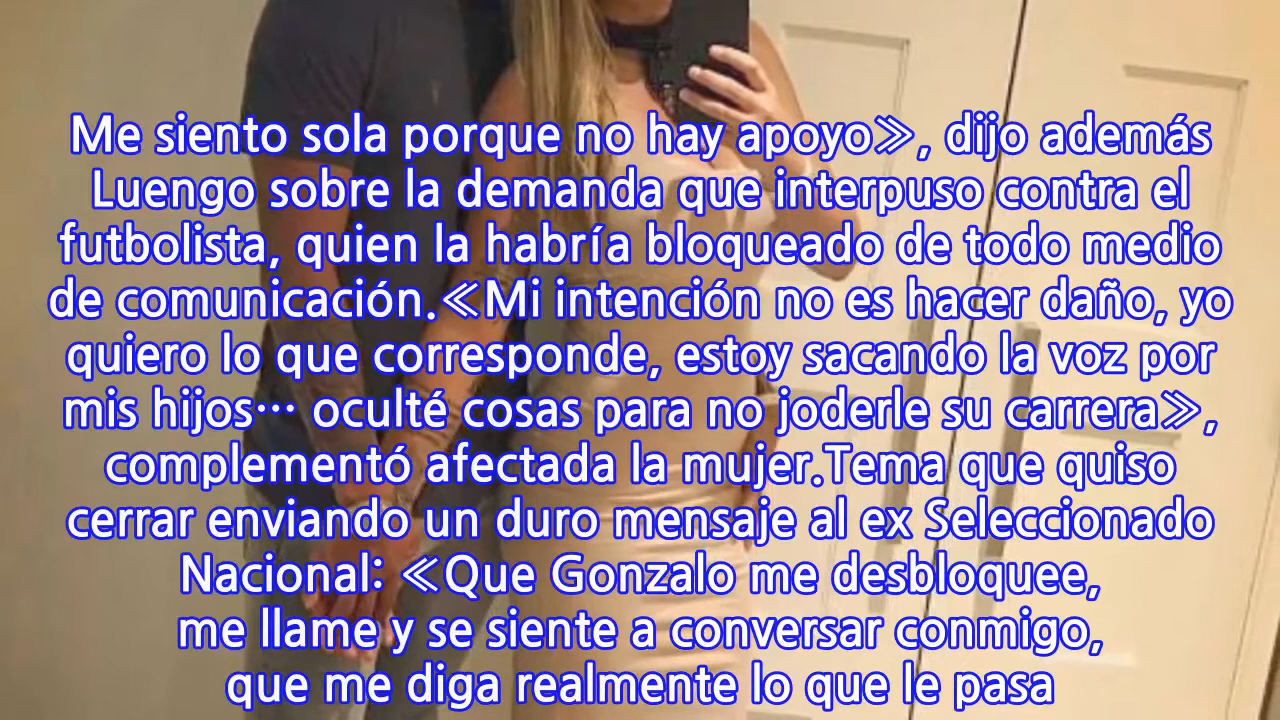 Me siento sola porque no hay apoyo≫, dijo además
Luengo sobre la demanda que interpuso contra el
futbolista, quien la habría bloqueado de todo medio
de comunicación.≪Mi intención no es hacer daño, yo
quiero lo que corresponde, estoy sacando la voz por
mis hijos… oculté cosas para no joderle su carrera≫,
complementó afectada la mujer.Tema que quiso
cerrar enviando un duro mensaje al ex Seleccionado
Nacional: ≪Que Gonzalo me desbloquee,
me llame y se siente a conversar conmigo,
que me diga realmente lo que le pasa